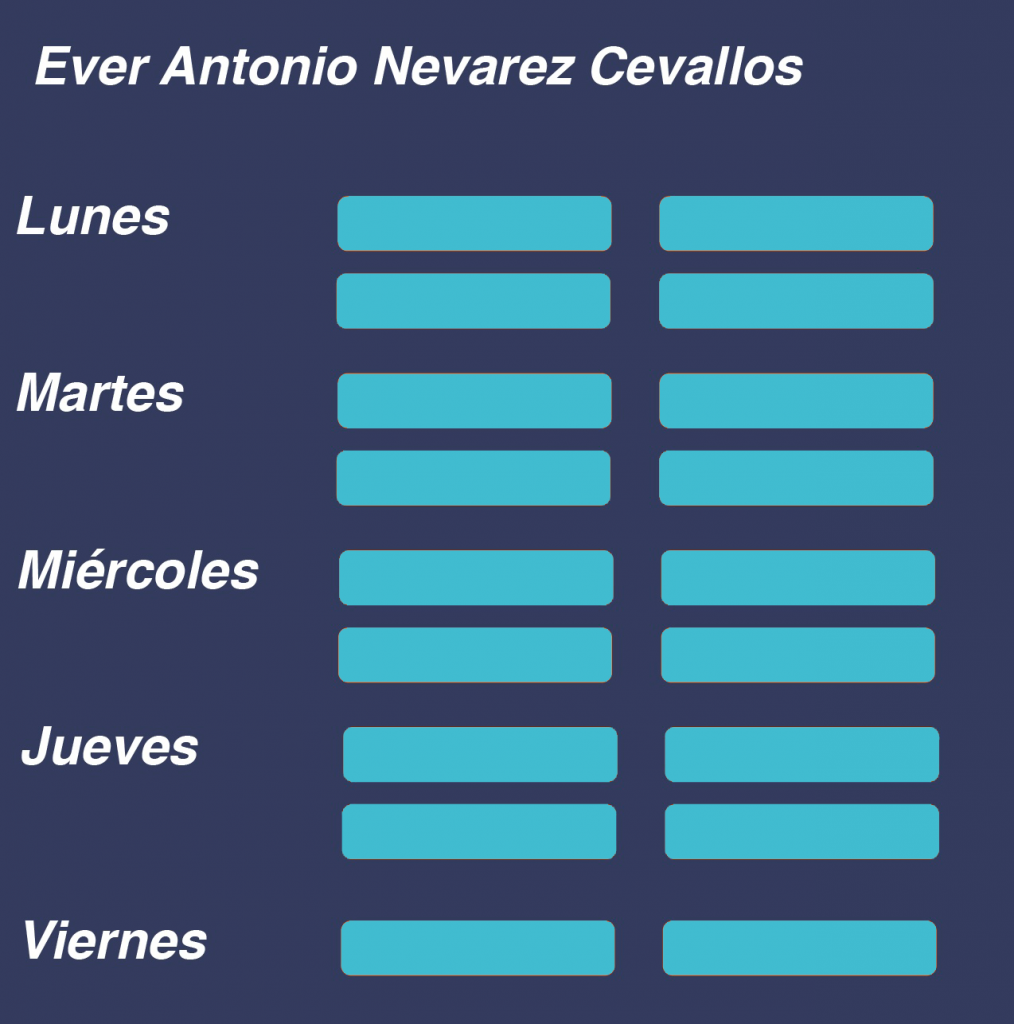 Ever Antonio Nevarez Cevallos
Lunes
Martes
Miércoles
Jueves
Viernes